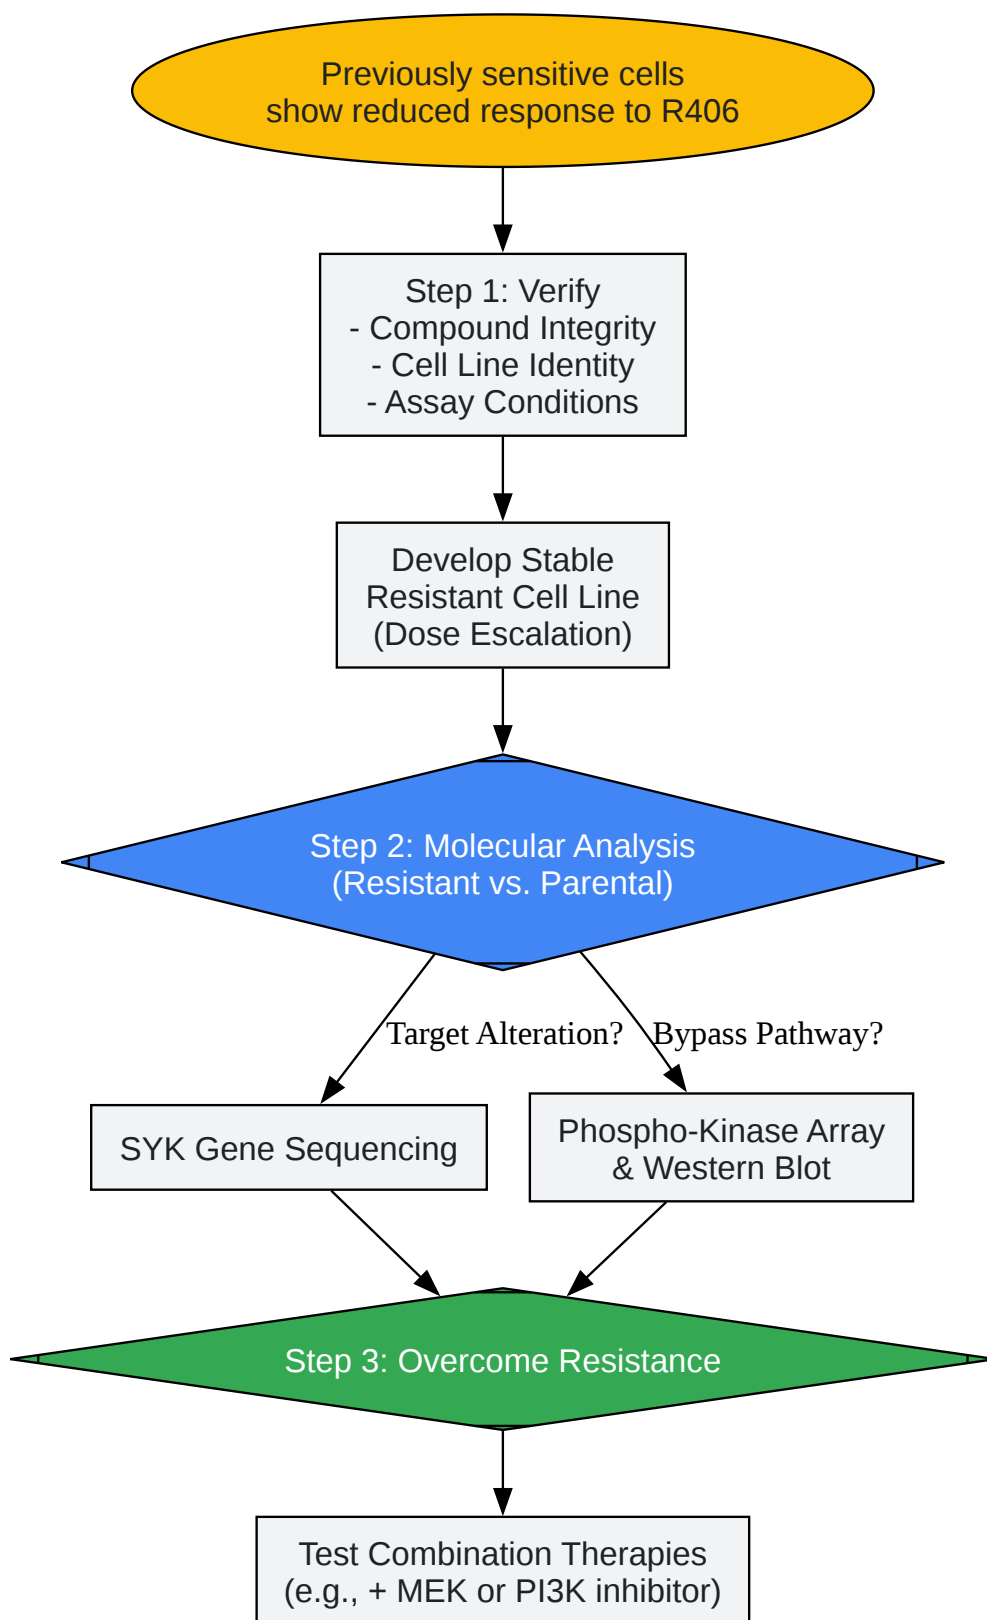 Previously sensitive cells
show reduced response to R406
Step 1: Verify
- Compound Integrity
- Cell Line Identity
- Assay Conditions
Develop Stable
Resistant Cell Line
(Dose Escalation)
Step 2: Molecular Analysis
(Resistant vs. Parental)
Target Alteration?
Bypass Pathway?
SYK Gene Sequencing
Phospho-Kinase Array
& Western Blot
Step 3: Overcome Resistance
Test Combination Therapies
(e.g., + MEK or PI3K inhibitor)